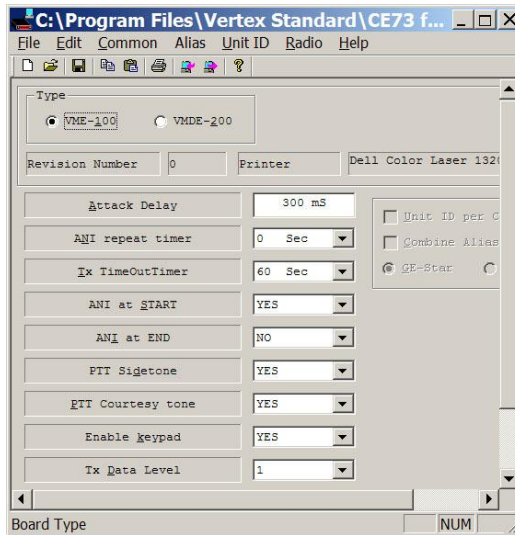 C:\Program Files\Vertex Standard\CE73 f...
File Edit Common Alias Unit ID Radio Help
Type
VME-100 VMDE-200
Revision Number 0 Printer Dell Color Laser 132
Attack Delay 300 mS
Unit ID per
ANI repeat timer 0 Sec
Combine Alias
Tx TimeOutTimer 60 Sec
GE-Star
ANI at START YES
ANI at END NO
PTT Sidetone YES
PTT Courtesy tone YES
Enable keypad YES
Tx Data Level 1
Board Type NUM